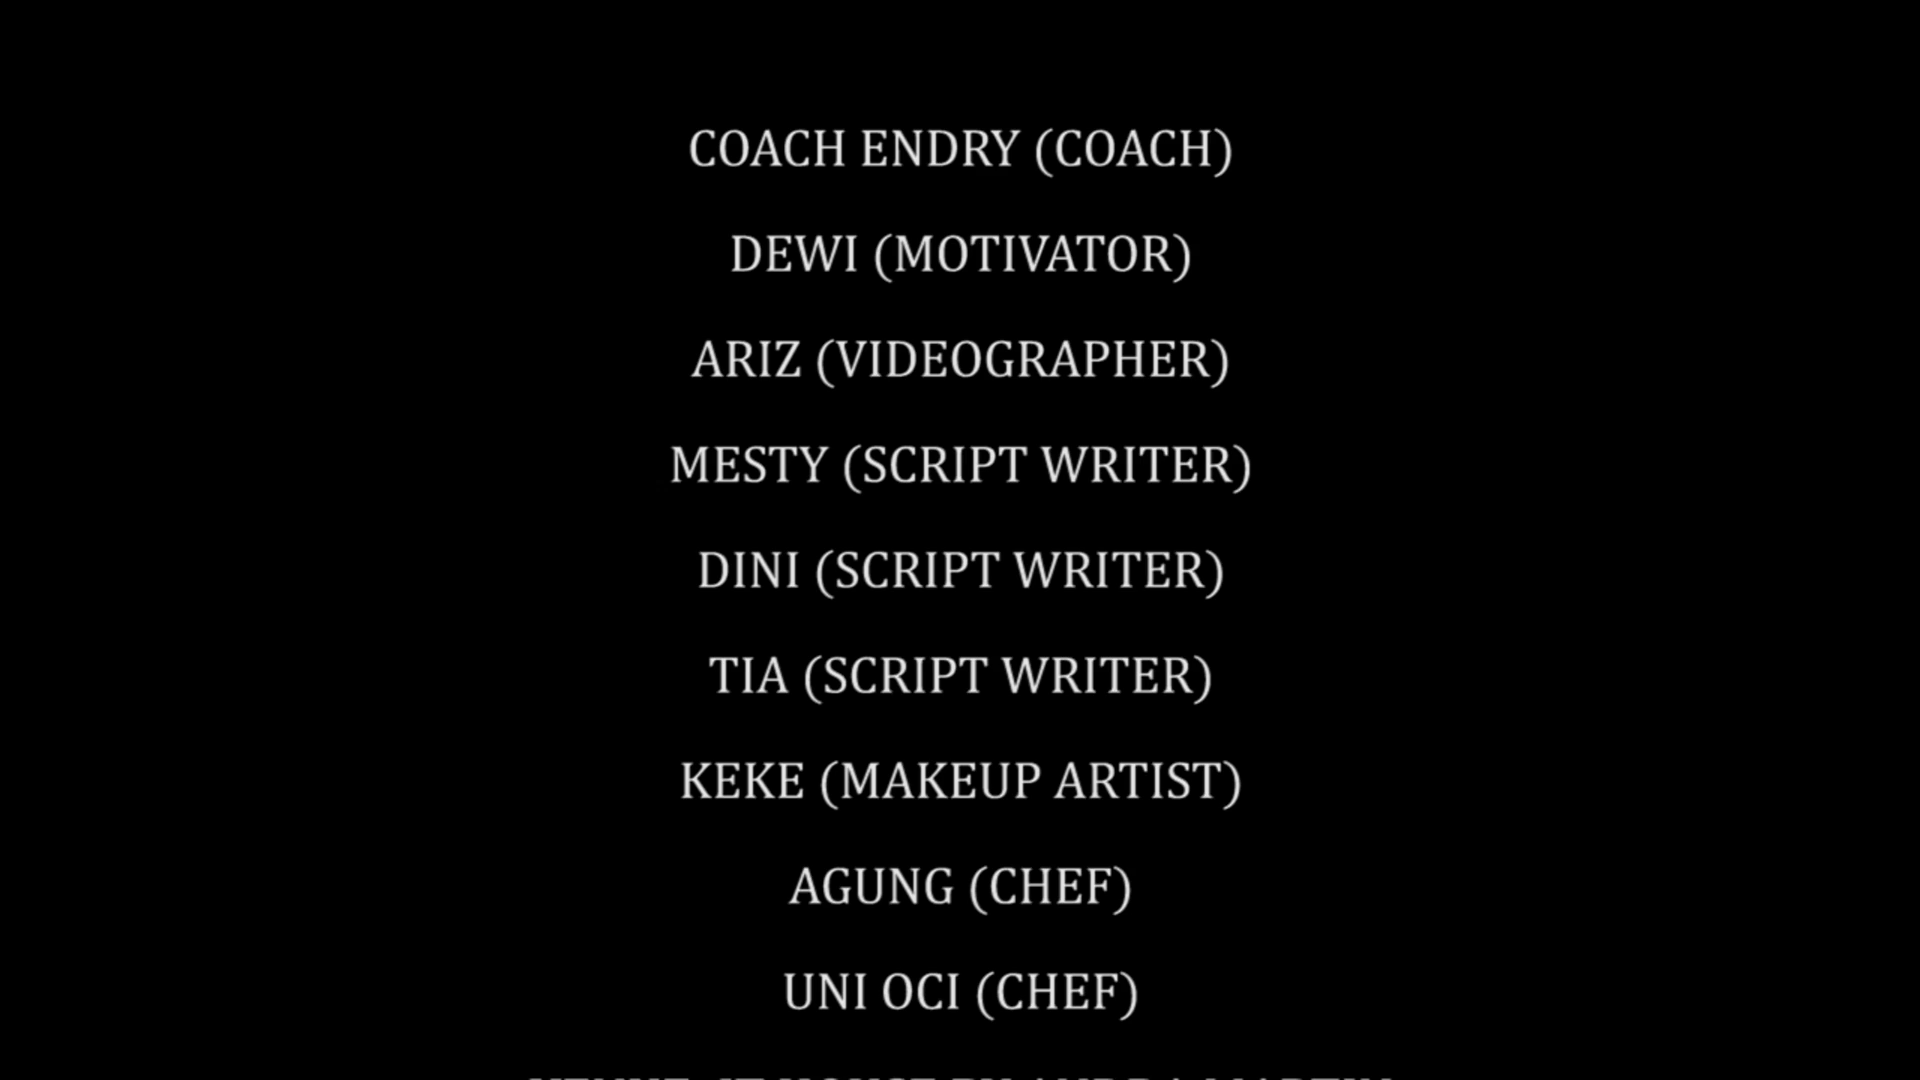 COACH ENDRY (COACH)
DEWI (MOTIVATOR)
ARIZ (VIDEOGRAPHER)
MESTY (SCRIPT WRITER)
DINI (SCRIPT WRITER)
TIA (SCRIPT WRITER)
KEKE (MAKEUP ARTIST)
AGUNG (CHEF)
UNI OCI (CHEF)